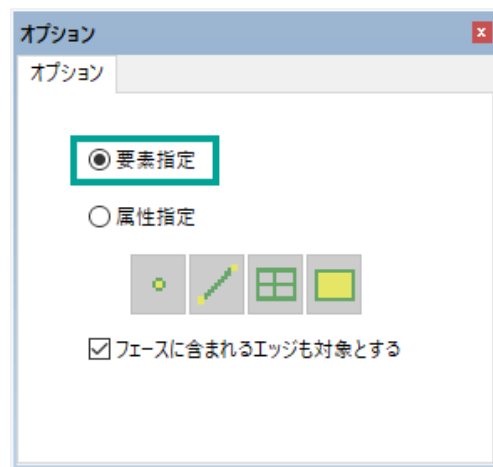 オプション
オプション
要素指定
属性指定
フェースに含まれるエッジも対象とする